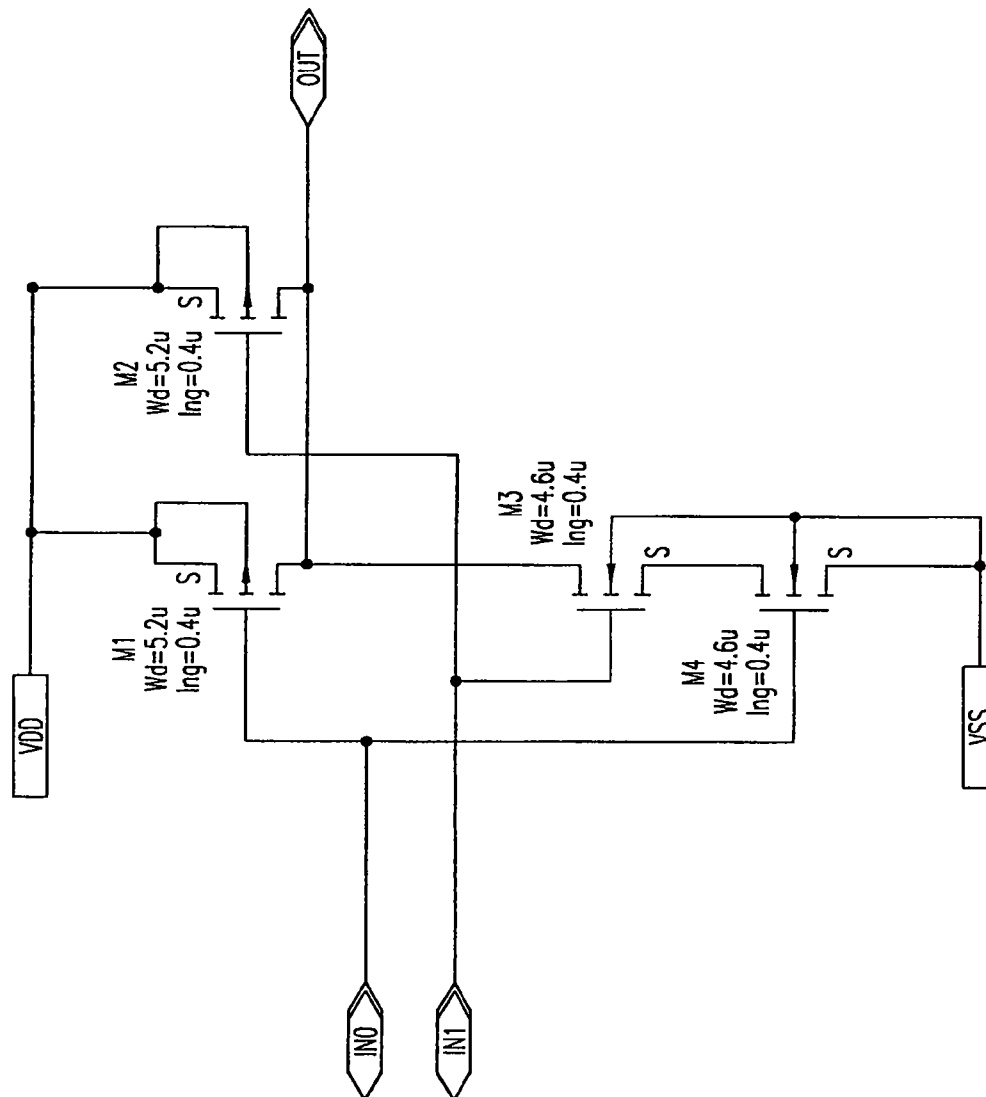 OUT
M2
Wd=5.2u
lng=0.4u
S
VDD
M1
Wd=5.2u
lng=0.4u
S
M3
Wd=4.6u
lng=0.4u
S
M4
Wd=4.6u
lng=0.4u
S
VSS
IN0
IN1